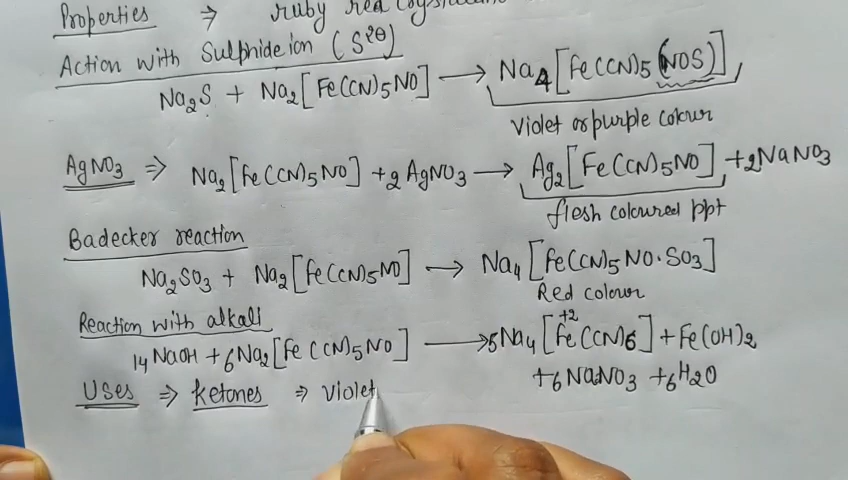 Properties ⇒ ruby red
Action with Sulphide ion (S²⊖)
Na₂S + Na₂[Fe(CN)5NO] ⟶ Na₄[Fe(CN)5(NOS)]
violet or purple colour
AgNO₃ ⇒ Na₂[Fe(CN)5NO] + 2AgNO₃ ⟶ Ag₂[Fe(CN)5NO] + 2NaNO₃
flesh coloured ppt
Badecker reaction
Na₂SO₃ + Na₂[Fe(CN)5NO] ⟶ Na₄[Fe(CN)5NO·SO₃]
Red colour
Reaction with alkali
+2
14NaOH + 6Na₂[Fe(CN)5NO] ⟶ 5Na₄[Fe(CN)6] + Fe(OH)₂
+ 6NaNO₃ + 6H₂O
Uses ⇒ Ketones ⇒ Violet